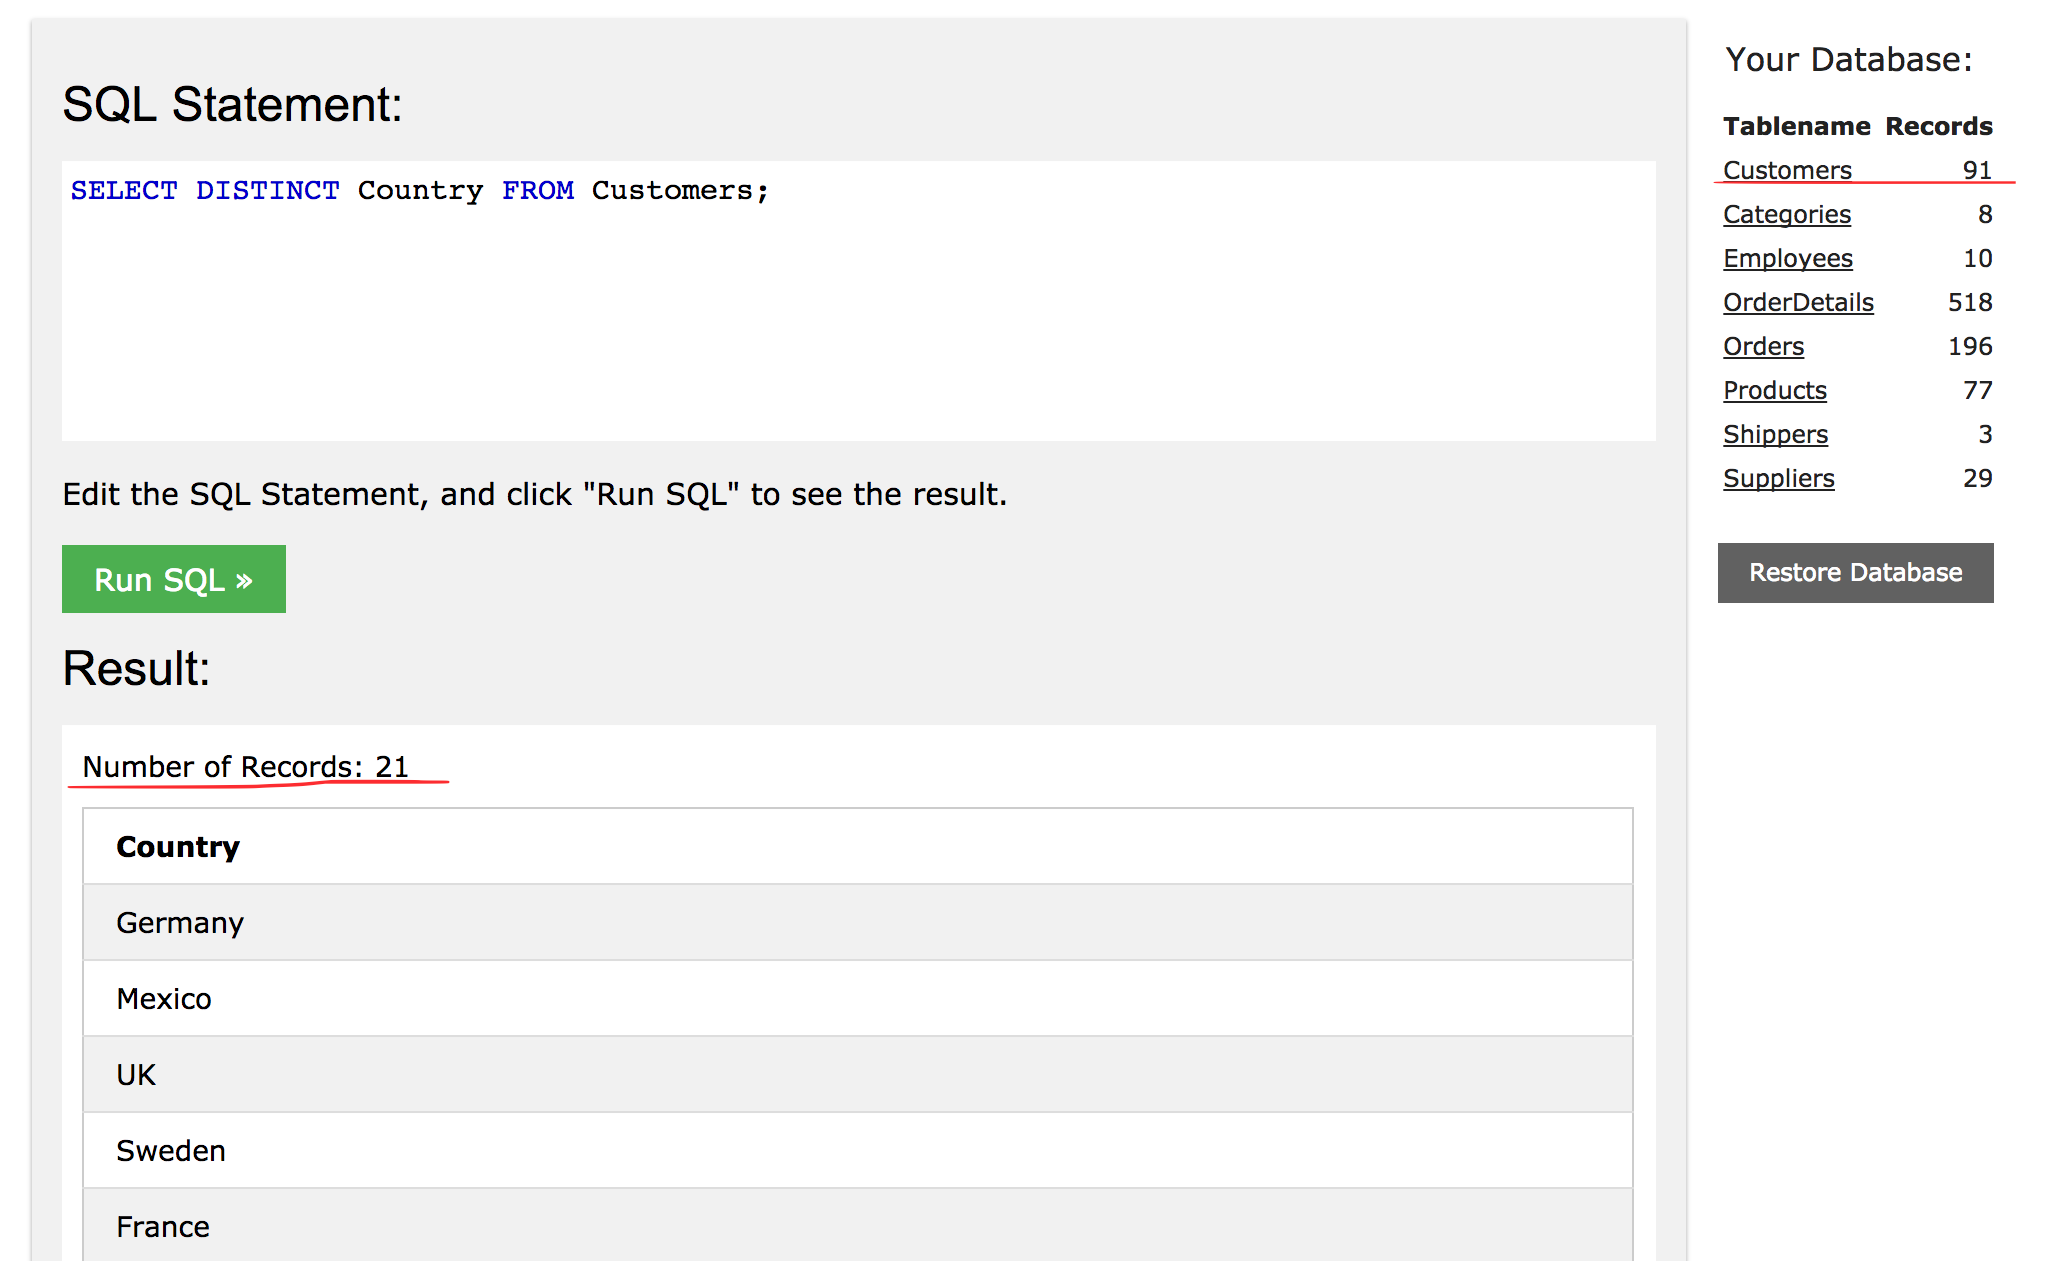 SQL Statement:
SELECT DISTINCT Country FROM Customers;
Edit the SQL Statement, and click "Run SQL" to see the result.
Run SQL »
Result:
Number of Records: 21
Country
Germany
Mexico
UK
Sweden
France
Your Database:
Tablename Records
Customers 91
Categories 8
Employees 10
OrderDetails 518
Orders 196
Products 77
Shippers 3
Suppliers 29
Restore Database